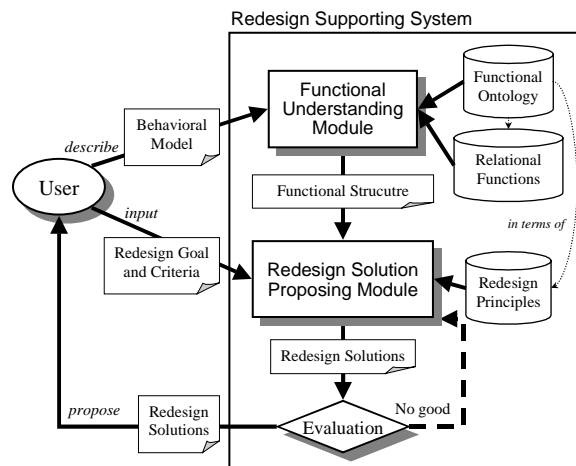 Redesign Supporting System
Functional
Understanding
Module
Functional
Ontology
Behavioral
Model
describe
Relational
Functions
User
Functional Strucutre
input
in terms of
Redesign Goal
and Criteria
Redesign Solution
Proposing Module
Redesign
Principles
Redesign Solutions
propose
Redesign
Solutions
Evaluation
No good